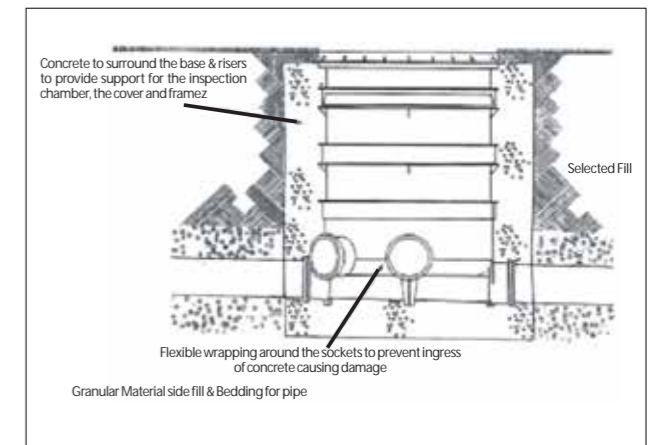 Concrete to surround the base & risers
to provide support for the inspection
chamber, the cover and framez
Selected Fill
Flexible wrapping around the sockets to prevent ingress
of concrete causing damage
Granular Material side fill & Bedding for pipe